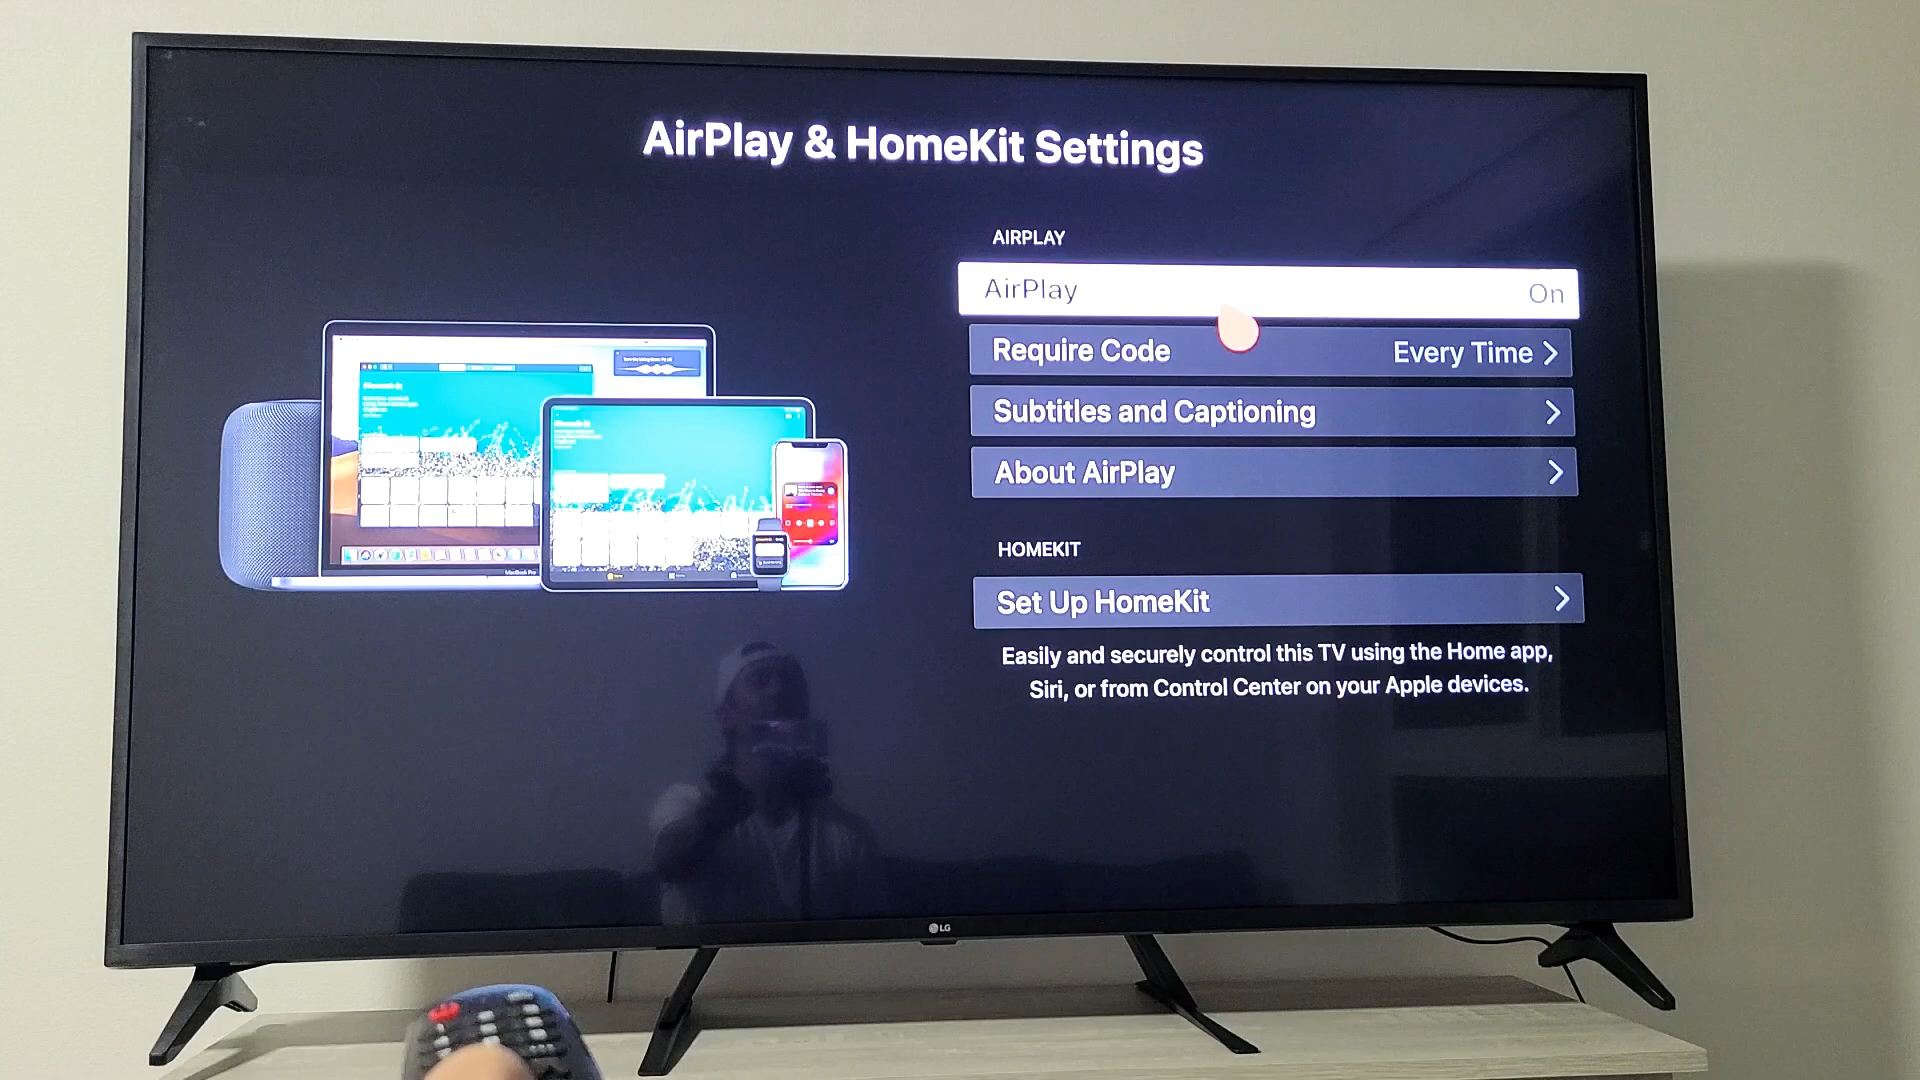 AirPlay & HomeKit Settings
AIRPLAY
AirPlay On
Require Code Every Time
Subtitles and Captioning
About AirPlay
HOMEKIT
Set Up HomeKit
Easily and securely control this TV using the Home app,
Siri, or from Control Center on your Apple devices.
MacBook Pro
LG